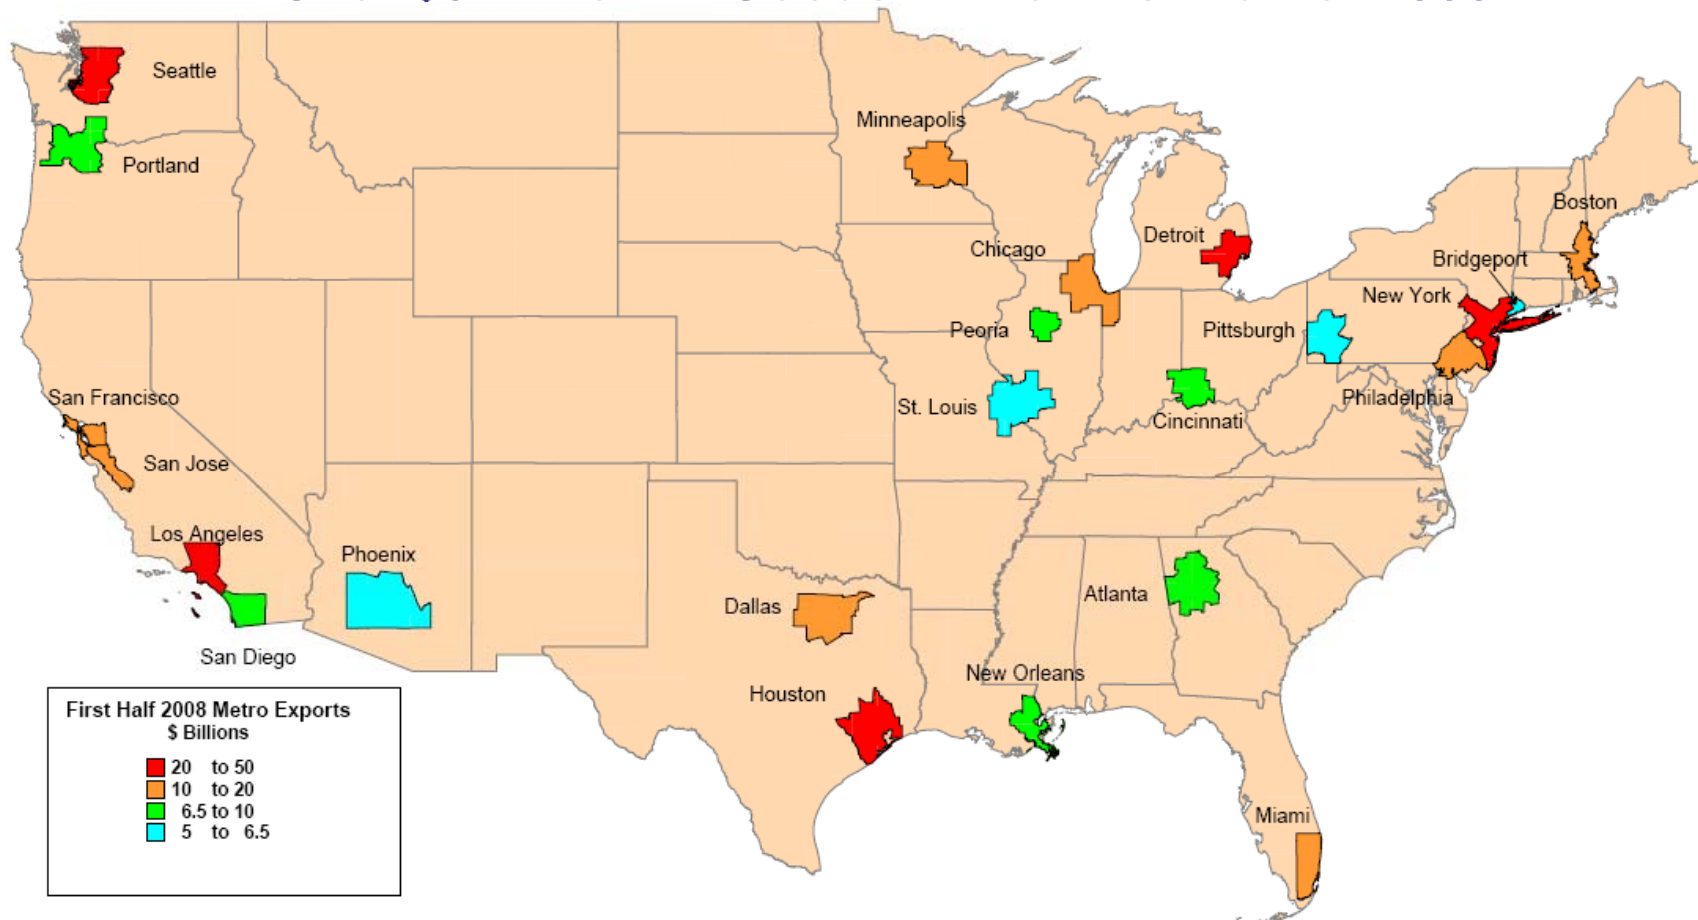 Seattle
Portland
Minneapolis
Boston
Detroit
Chicago
Bridgeport
New York
Peoria
Pittsburgh
San Francisco
St. Louis
Philadelphia
Cincinnati
San Jose
Los Angeles
Phoenix
Dallas
Atlanta
San Diego
New Orleans
Houston
Miami
First Half 2008 Metro Exports
$ Billions
20 to 50
10 to 20
6.5 to 10
5 to 6.5